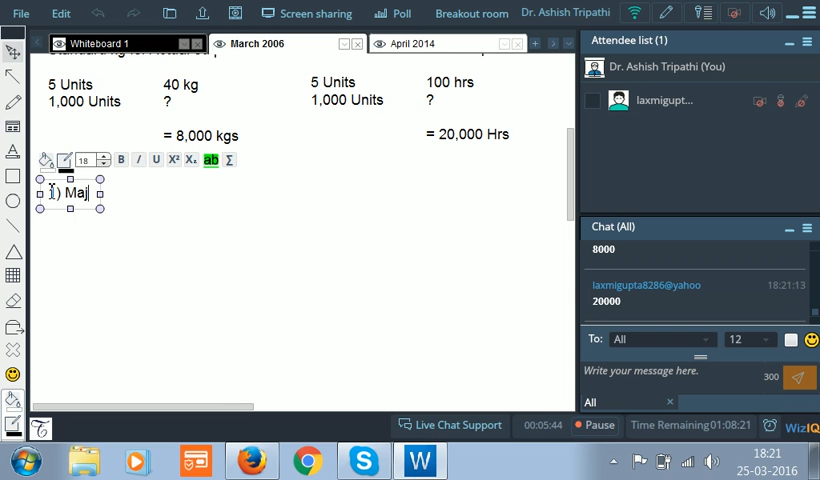 File Edit Screen sharing Poll Breakout room Dr. Ashish Tripathi
Whiteboard 1 March 2006 April 2014
5 Units 40 kg 5 Units 100 hrs
1,000 Units ? 1,000 Units ?
= 8,000 kgs = 20,000 Hrs
18 B I U X² X₂ ab Σ
1) Maj
Attendee list (1)
Dr. Ashish Tripathi (You)
laxmigupt...
Chat (All)
8000
laxmigupta8286@yahoo 18:21:13
20000
To: All 12
Write your message here. 300
All
Live Chat Support 00:05:44 Pause Time Remaining 01:08:21 WizIQ
18:21
25-03-2016